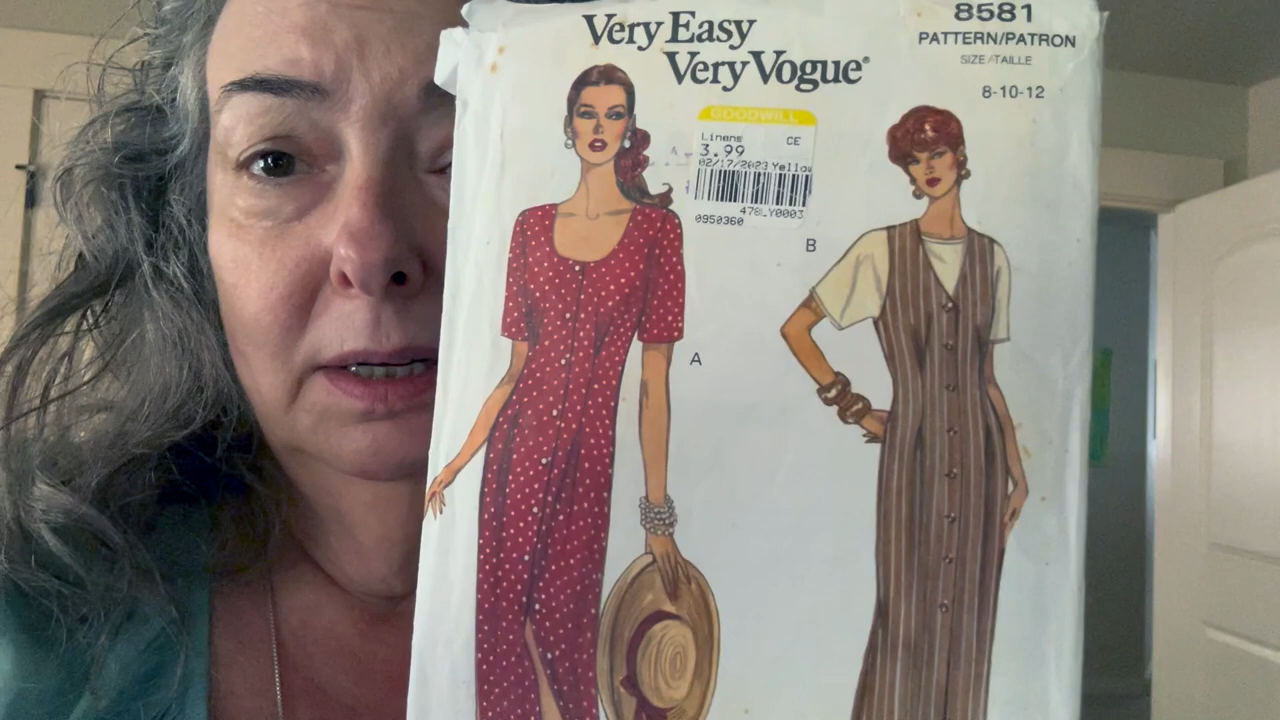 Very Easy
Very Vogue®
8581
PATTERN/PATRON
SIZE/TAILLE
8-10-12
GOODWILL
Linens CE
3.99
02/17/2023 Yellow
478LY0003
0950360
B
A